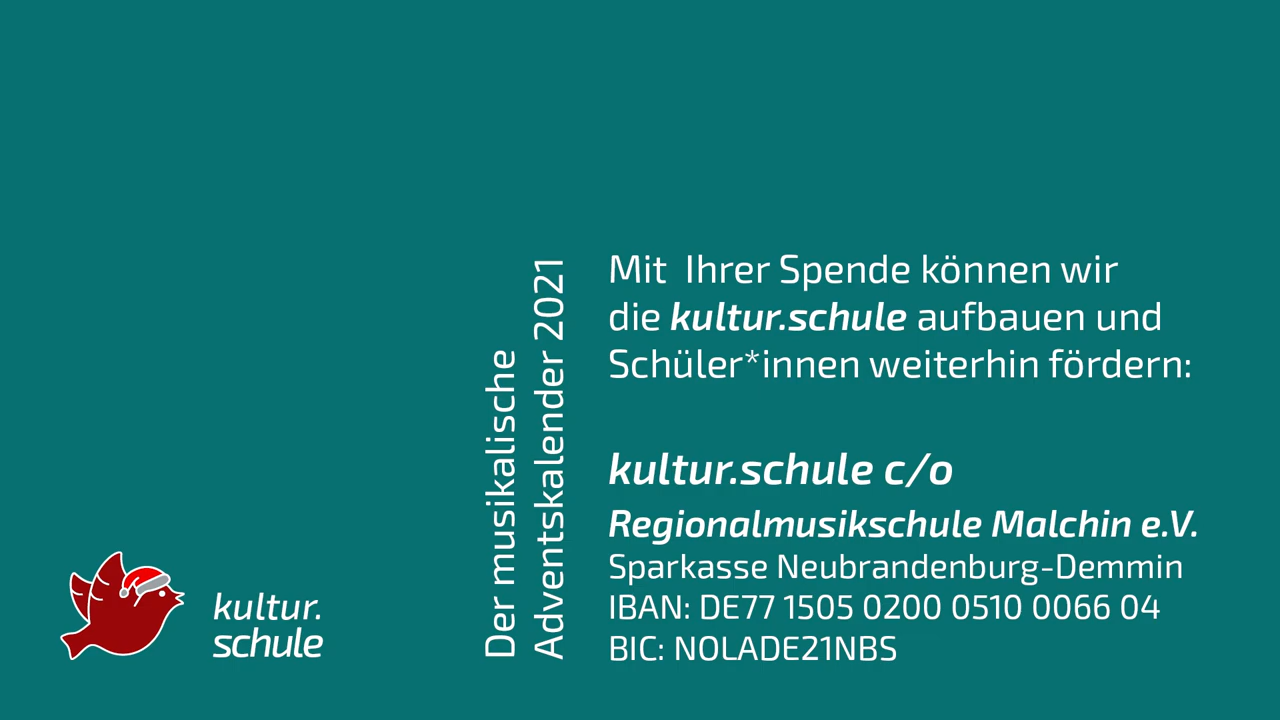 Der musikalische
Adventskalender 2021
Mit Ihrer Spende können wir
die kultur.schule aufbauen und
Schüler*innen weiterhin fördern:
kultur.schule c/o
Regionalmusikschule Malchin e.V.
Sparkasse Neubrandenburg-Demmin
IBAN: DE77 1505 0200 0510 0066 04
BIC: NOLADE21NBS
kultur.
schule